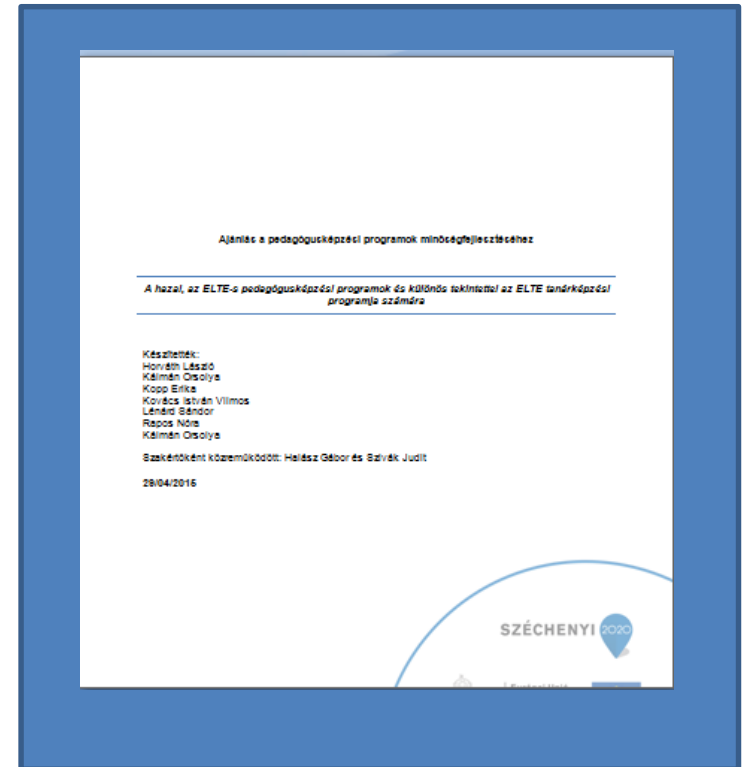 Ajánlás a pedagógusképzési programok minőségfejlesztéséhez
A hazai, az ELTE-s pedagógusképzési programok és különös tekintettel az ELTE tanárképzési
programja számára
Készítették:
Horváth László
Kálmán Orsolya
Kopp Erika
Kovács István Vilmos
Lénárd Sándor
Rapos Nóra
Kálmán Orsolya
Szakértőként közreműködött: Halász Gábor és Szivák Judit
29/04/2015
SZÉCHENYI 2020